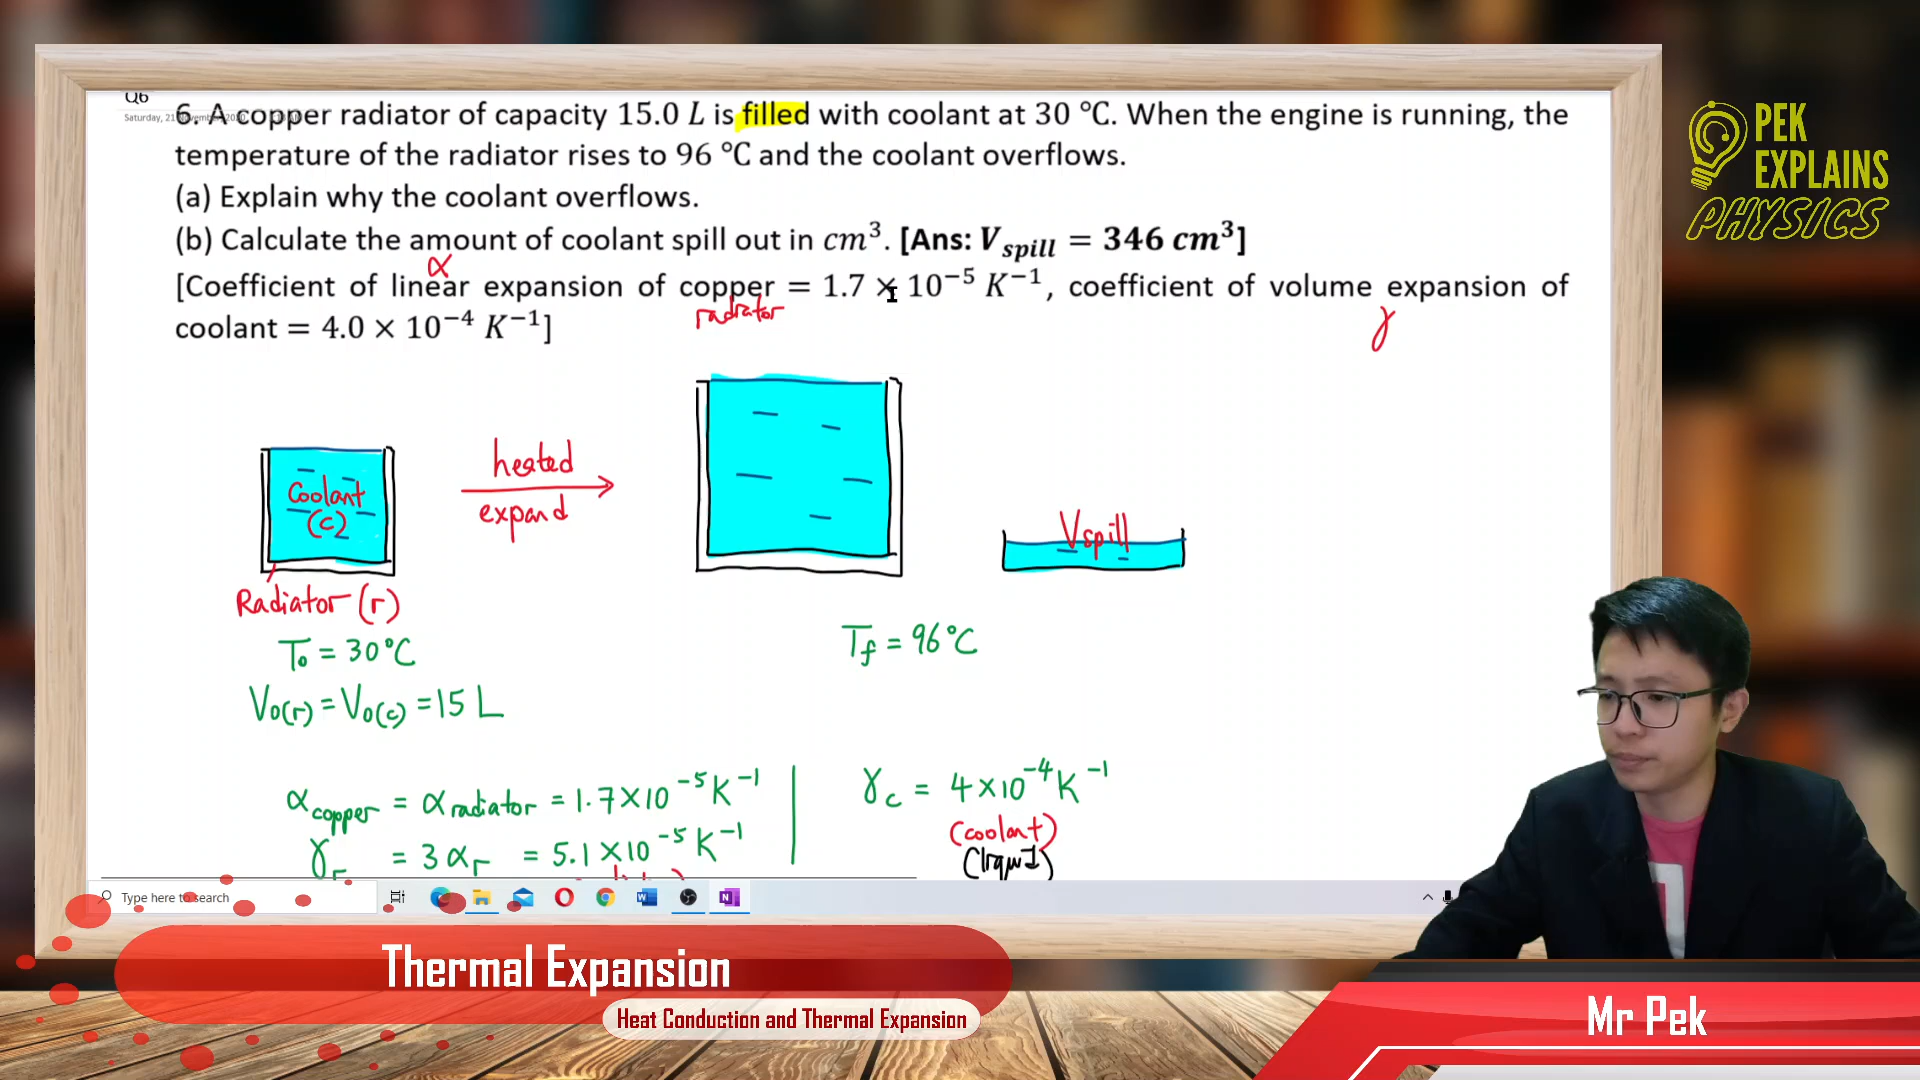 Q6
6. A copper radiator of capacity 15.0 L is filled with coolant at 30 °C. When the engine is running, the
temperature of the radiator rises to 96 °C and the coolant overflows.
(a) Explain why the coolant overflows.
(b) Calculate the amount of coolant spill out in cm³. [Ans: V_spill = 346 cm³]
α
[Coefficient of linear expansion of copper = 1.7 × 10⁻⁵ K⁻¹, coefficient of volume expansion of
radiator
γ
coolant = 4.0 × 10⁻⁴ K⁻¹]
heated
expand
Coolant
(c)
Vspill
Radiator (r)
T₀ = 30°C
T_f = 96°C
V₀(r) = V₀(c) = 15 L
α copper = α radiator = 1.7×10⁻⁵ K⁻¹
γ_c = 4×10⁻⁴ K⁻¹
(coolant)
γ_r = 3α_r = 5.1×10⁻⁵ K⁻¹
PEK
EXPLAINS
PHYSICS
Type here to search
Thermal Expansion
Heat Conduction and Thermal Expansion
Mr Pek